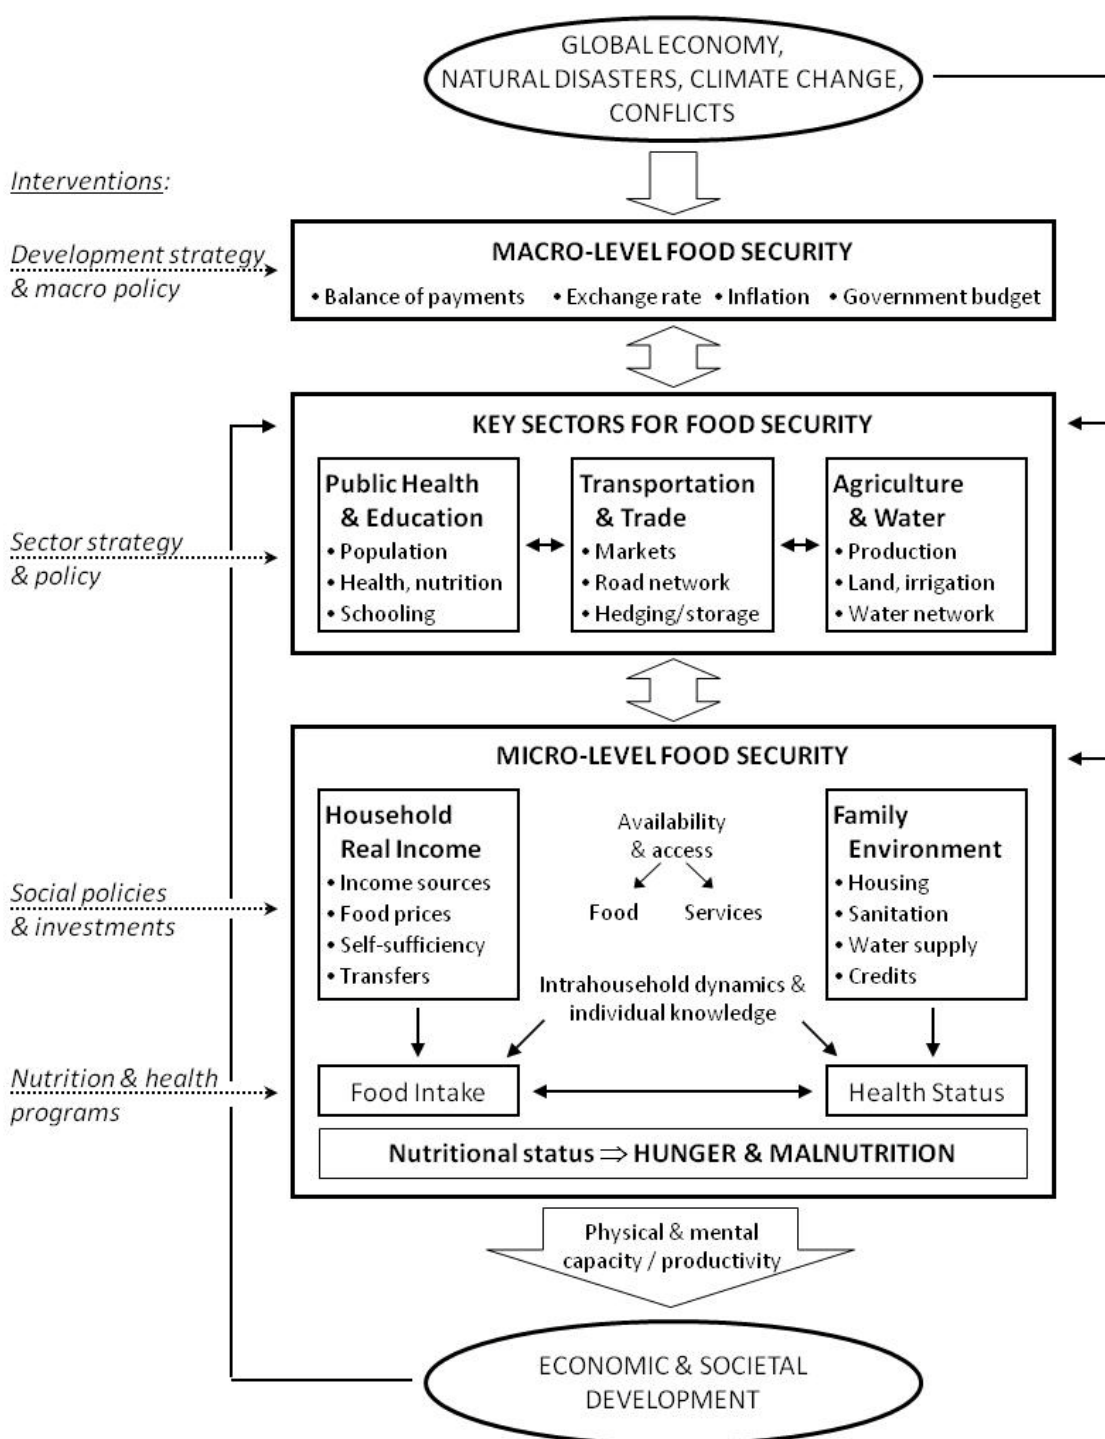 GLOBAL ECONOMY,
NATURAL DISASTERS, CLIMATE CHANGE,
CONFLICTS
Interventions:
Development strategy
& macro policy
MACRO-LEVEL FOOD SECURITY
• Balance of payments • Exchange rate • Inflation • Government budget
KEY SECTORS FOR FOOD SECURITY
Sector strategy
& policy
Public Health
& Education
• Population
• Health, nutrition
• Schooling
Transportation
& Trade
• Markets
• Road network
• Hedging/storage
Agriculture
& Water
• Production
• Land, irrigation
• Water network
MICRO-LEVEL FOOD SECURITY
Social policies
& investments
Household
Real Income
• Income sources
• Food prices
• Self-sufficiency
• Transfers
Availability
& access
Food Services
Family
Environment
• Housing
• Sanitation
• Water supply
• Credits
Intrahousehold dynamics &
individual knowledge
Nutrition & health
programs
Food Intake
Health Status
Nutritional status ⇒ HUNGER & MALNUTRITION
Physical & mental
capacity / productivity
ECONOMIC & SOCIETAL
DEVELOPMENT